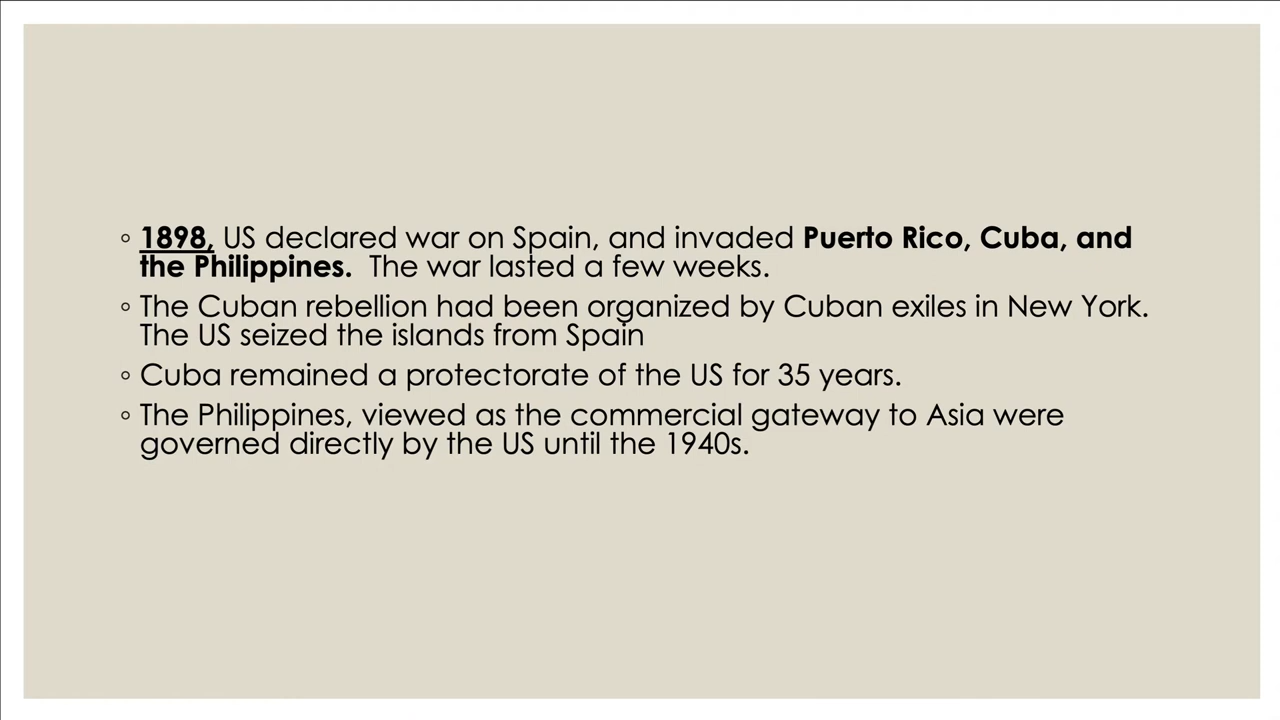 ◦ 1898, US declared war on Spain, and invaded Puerto Rico, Cuba, and
the Philippines.  The war lasted a few weeks.
◦ The Cuban rebellion had been organized by Cuban exiles in New York.
The US seized the islands from Spain
◦ Cuba remained a protectorate of the US for 35 years.
◦ The Philippines, viewed as the commercial gateway to Asia were
governed directly by the US until the 1940s.